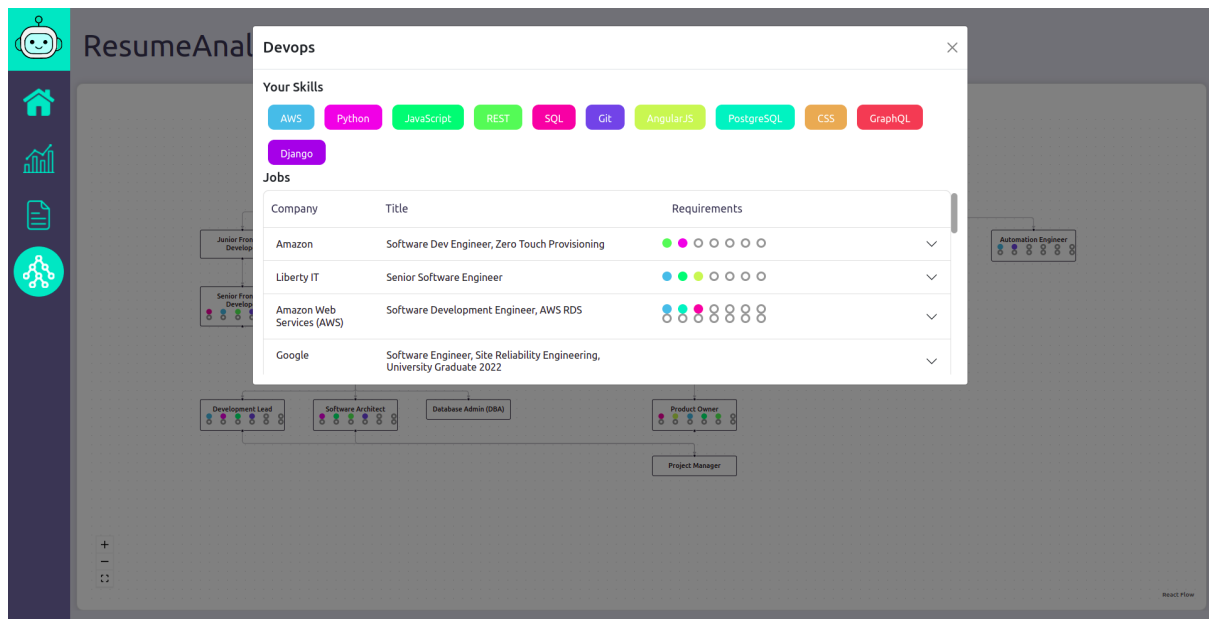 ResumeAnal
Devops
Your Skills
AWS Python JavaScript REST SQL Git AngularJS PostgreSQL CSS GraphQL
Django
Jobs
Company Title Requirements
Amazon Software Dev Engineer, Zero Touch Provisioning
Liberty IT Senior Software Engineer
Amazon Web
Services (AWS)
Software Development Engineer, AWS RDS
Google
Software Engineer, Site Reliability Engineering,
University Graduate 2022
Junior Fron
Develop
Automation Engineer
Senior Fron
Develop
Development Lead
Software Architect
Database Admin (DBA)
Product Owner
Project Manager
React Flow